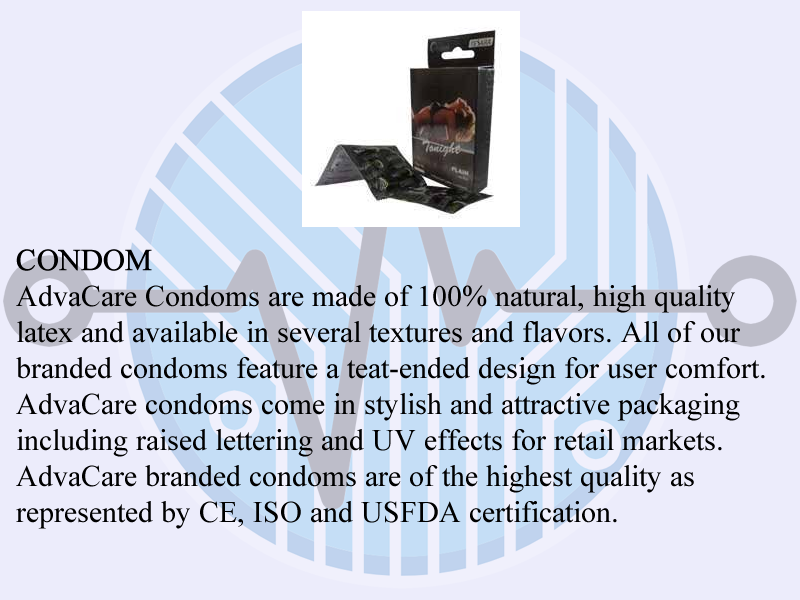 Tonight
CONDOM
AdvaCare Condoms are made of 100% natural, high quality
latex and available in several textures and flavors. All of our
branded condoms feature a teat-ended design for user comfort.
AdvaCare condoms come in stylish and attractive packaging
including raised lettering and UV effects for retail markets.
AdvaCare branded condoms are of the highest quality as
represented by CE, ISO and USFDA certification.